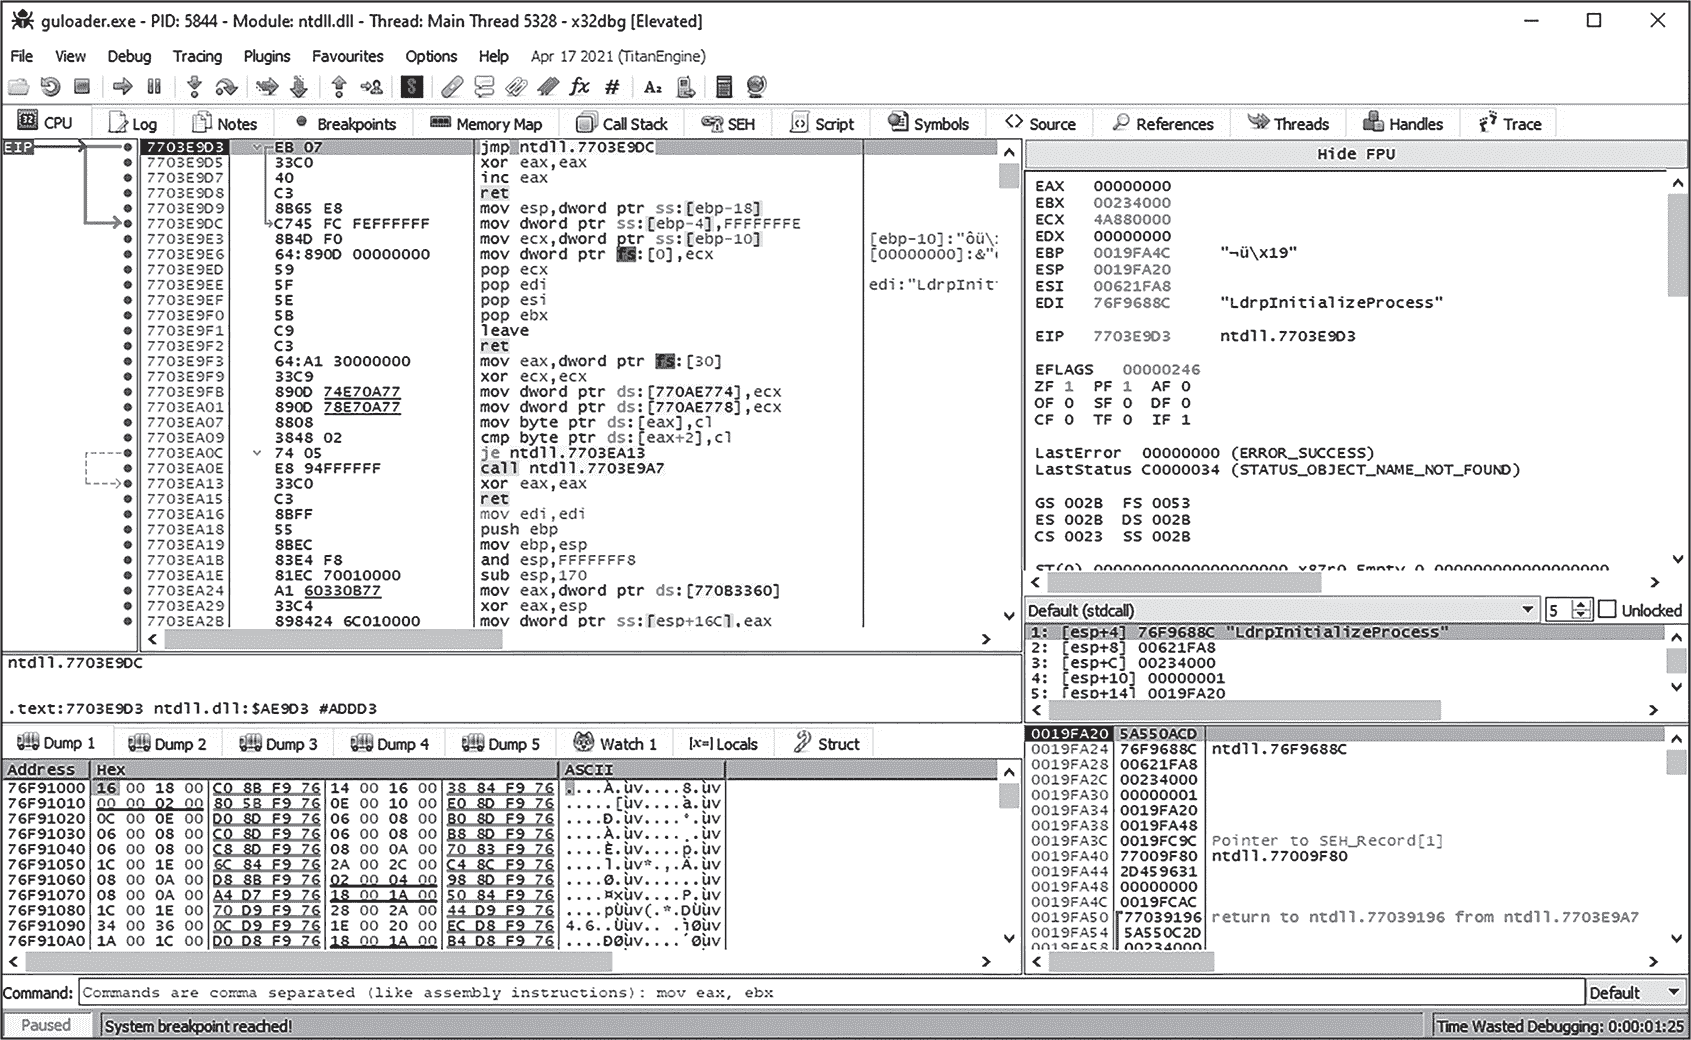 guloader.exe - PID: 5844 - Module: ntdll.dll - Thread: Main Thread 5328 - x32dbg [Elevated]
File View Debug Tracing Plugins Favourites Options Help Apr 17 2021 (TitanEngine)
CPU Log Notes Breakpoints Memory Map Call Stack SEH Script Symbols Source References Threads Handles Trace
EIP
7703E9D3 EB 07 jmp ntdll.7703E9DC
7703E9D5 33C0 xor eax,eax
7703E9D7 40 inc eax
7703E9D8 C3 ret
7703E9D9 8B65 E8 mov esp,dword ptr ss:[ebp-18]
7703E9DC C745 FC FEFFFFFF mov dword ptr ss:[ebp-4],FFFFFFFE
7703E9E3 8B4D F0 mov ecx,dword ptr ss:[ebp-10] [ebp-10]:"ôü\
7703E9E6 64:890D 00000000 mov dword ptr fs:[0],ecx [00000000]:&"
7703E9ED 59 pop ecx
7703E9EE 5F pop edi edi:"LdrpInit
7703E9EF 5E pop esi
7703E9F0 5B pop ebx
7703E9F1 C9 leave
7703E9F2 C3 ret
7703E9F3 64:A1 30000000 mov eax,dword ptr fs:[30]
7703E9F9 33C9 xor ecx,ecx
7703E9FB 890D 74E70A77 mov dword ptr ds:[770AE774],ecx
7703EA01 890D 78E70A77 mov dword ptr ds:[770AE778],ecx
7703EA07 8808 mov byte ptr ds:[eax],cl
7703EA09 3848 02 cmp byte ptr ds:[eax+2],cl
7703EA0C 74 05 je ntdll.7703EA13
7703EA0E E8 94FFFFFF call ntdll.7703E9A7
7703EA13 33C0 xor eax,eax
7703EA15 C3 ret
7703EA16 8BFF mov edi,edi
7703EA18 55 push ebp
7703EA19 8BEC mov ebp,esp
7703EA1B 83E4 F8 and esp,FFFFFFF8
7703EA1E 81EC 70010000 sub esp,170
7703EA24 A1 60330B77 mov eax,dword ptr ds:[770B3360]
7703EA29 33C4 xor eax,esp
7703EA2B 898424 6C010000 mov dword ptr ss:[esp+16C],eax
ntdll.7703E9DC
.text:7703E9D3 ntdll.dll:$AE9D3 #ADDD3
Hide FPU
EAX 00000000
EBX 00234000
ECX 4A880000
EDX 00000000
EBP 0019FA4C "¬ü\x19"
ESP 0019FA20
ESI 00621FA8
EDI 76F9688C "LdrpInitializeProcess"
EIP 7703E9D3 ntdll.7703E9D3
EFLAGS 00000246
ZF 1 PF 1 AF 0
OF 0 SF 0 DF 0
CF 0 TF 0 IF 1
LastError 00000000 (ERROR_SUCCESS)
LastStatus C0000034 (STATUS_OBJECT_NAME_NOT_FOUND)
GS 002B FS 0053
ES 002B DS 002B
CS 0023 SS 002B
ST(0) 00000000000000000000 x87r0 Empty 0.000000000000000000
Default (stdcall) 5 Unlocked
1: [esp+4] 76F9688C "LdrpInitializeProcess"
2: [esp+8] 00621FA8
3: [esp+C] 00234000
4: [esp+10] 00000001
5: [esp+14] 0019FA20
Dump 1 Dump 2 Dump 3 Dump 4 Dump 5 Watch 1 [x=] Locals Struct
Address Hex ASCII
76F91000 16 00 18 00 C0 8B F9 76 14 00 16 00 38 84 F9 76 ....À.ùv....8.ùv
76F91010 00 00 02 00 80 5B F9 76 0E 00 10 00 E0 8D F9 76 .....[ùv....à.ùv
76F91020 0C 00 0E 00 D0 8D F9 76 06 00 08 00 B0 8D F9 76 ....Ð.ùv....°.ùv
76F91030 06 00 08 00 C0 8D F9 76 06 00 08 00 B8 8D F9 76 ....À.ùv....¸.ùv
76F91040 06 00 08 00 C8 8D F9 76 08 00 0A 00 70 83 F9 76 ....È.ùv....p.ùv
76F91050 1C 00 1E 00 6C 84 F9 76 2A 00 2C 00 C4 8C F9 76 ....l.ùv*.,.Ä.ùv
76F91060 08 00 0A 00 D8 8B F9 76 02 00 04 00 98 8D F9 76 ....Ø.ùv......ùv
76F91070 08 00 0A 00 A4 D7 F9 76 18 00 1A 00 50 84 F9 76 ....¤×ùv....P.ùv
76F91080 1C 00 1E 00 70 D9 F9 76 28 00 2A 00 44 D9 F9 76 ....pÙùv(.*.DÙùv
76F91090 34 00 36 00 0C D9 F9 76 1E 00 20 00 EC D8 F9 76 4.6..Ùùv.. .ìØùv
76F910A0 1A 00 1C 00 D0 D8 F9 76 18 00 1A 00 B4 D8 F9 76 ....ÐØùv....´Øùv
0019FA20 5A550ACD
0019FA24 76F9688C ntdll.76F9688C
0019FA28 00621FA8
0019FA2C 00234000
0019FA30 00000001
0019FA34 0019FA20
0019FA38 0019FA48
0019FA3C 0019FC9C Pointer to SEH_Record[1]
0019FA40 77009F80 ntdll.77009F80
0019FA44 2D459631
0019FA48 00000000
0019FA4C 0019FCAC
0019FA50 77039196 return to ntdll.77039196 from ntdll.7703E9A7
0019FA54 5A550C2D
0019FA58 00234000
Command: Commands are comma separated (like assembly instructions): mov eax, ebx Default
Paused System breakpoint reached! Time Wasted Debugging: 0:00:01:25